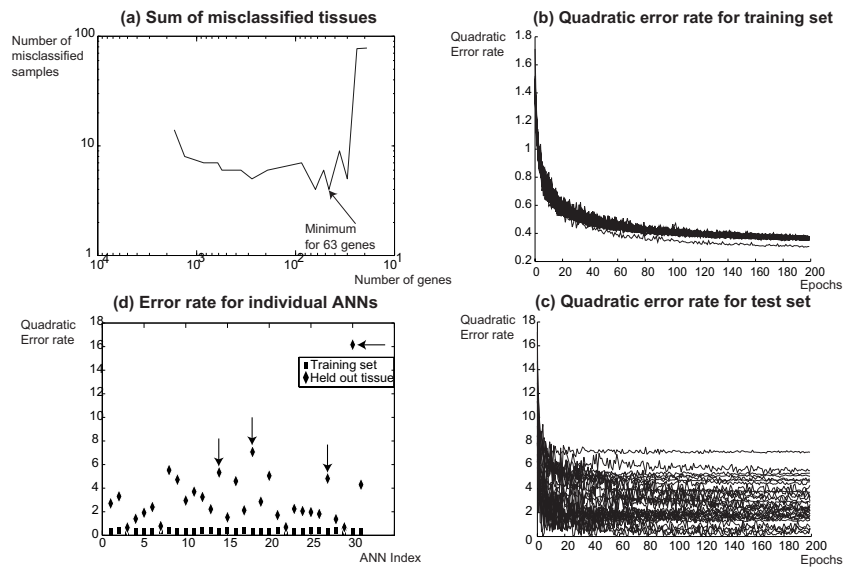 (a) Sum of misclassified tissues
Number of
misclassified
samples
100
10
1
10^4
10^3
10^2
10^1
Minimum
for 63 genes
Number of genes
(b) Quadratic error rate for training set
Quadratic
Error rate
1.8
1.6
1.4
1.2
1
0.8
0.6
0.4
0.2
0 20 40 60 80 100 120 140 160 180 200
Epochs
(d) Error rate for individual ANNs
Quadratic
Error rate
18
16
14
12
10
8
6
4
2
0
Training set
Held out tissue
0 5 10 15 20 25 30
ANN Index
(c) Quadratic error rate for test set
Quadratic
Error rate
18
16
14
12
10
8
6
4
2
0
0 20 40 60 80 100 120 140 160 180 200
Epochs